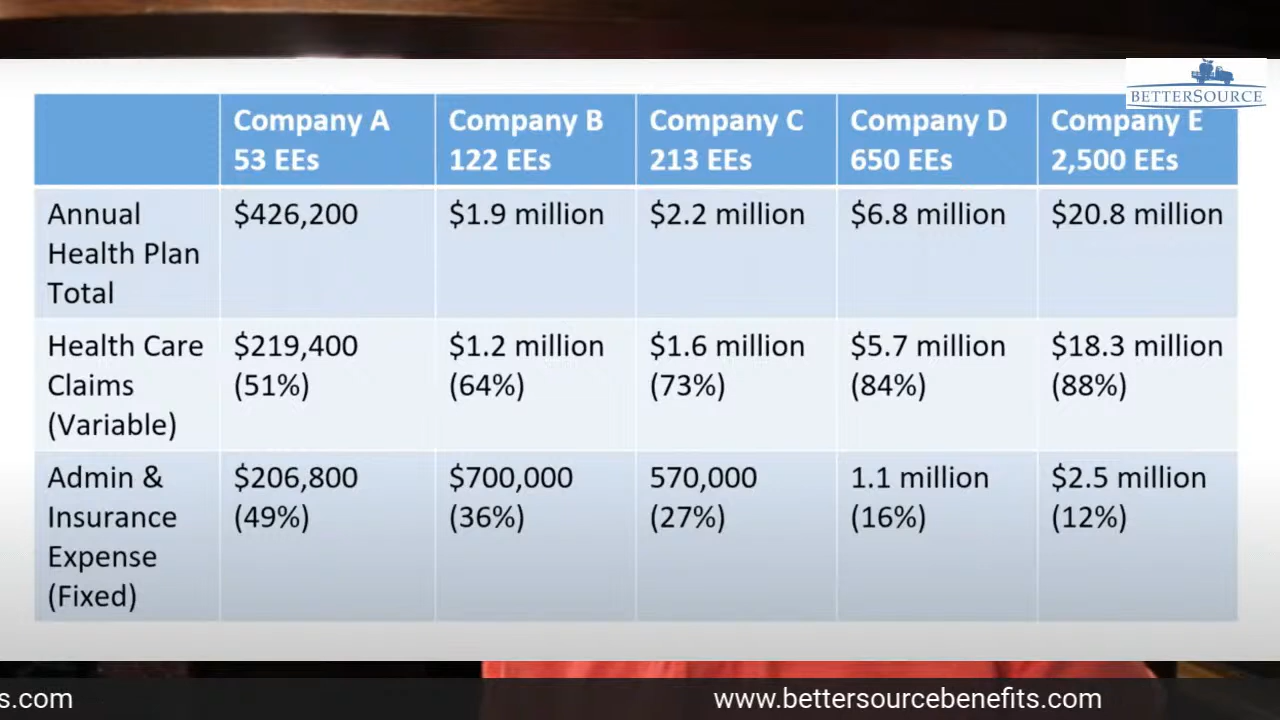 BETTERSOURCE
Company A
53 EEs
Company B
122 EEs
Company C
213 EEs
Company D
650 EEs
Company E
2,500 EEs
Annual
Health Plan
Total
$426,200
$1.9 million
$2.2 million
$6.8 million
$20.8 million
Health Care
Claims
(Variable)
$219,400
(51%)
$1.2 million
(64%)
$1.6 million
(73%)
$5.7 million
(84%)
$18.3 million
(88%)
Admin &
Insurance
Expense
(Fixed)
$206,800
(49%)
$700,000
(36%)
570,000
(27%)
1.1 million
(16%)
$2.5 million
(12%)
s.com
www.bettersourcebenefits.com